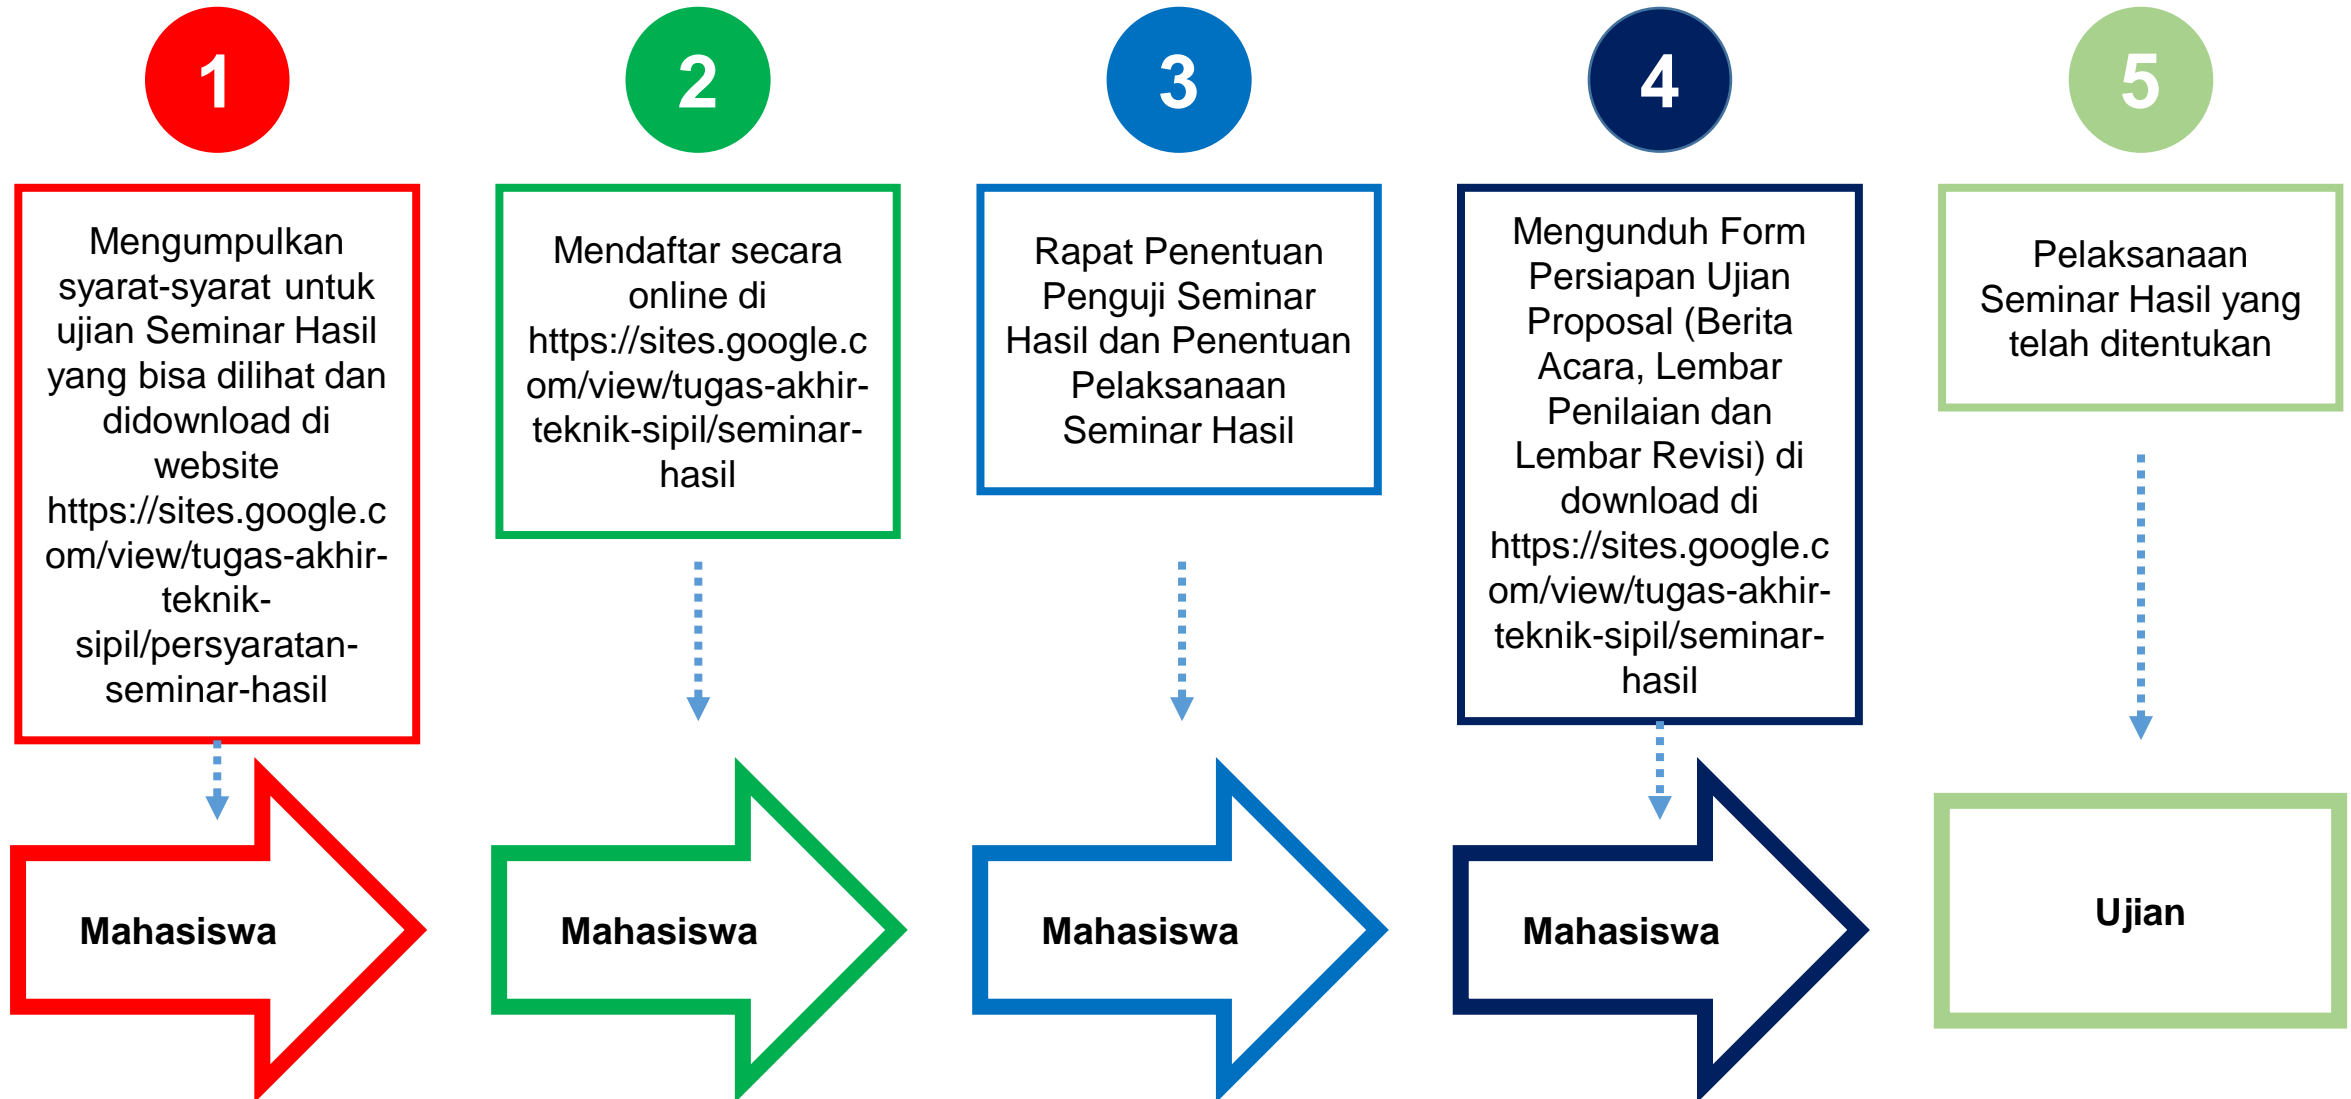 1
Mengumpulkan
syarat-syarat untuk
ujian Seminar Hasil
yang bisa dilihat dan
didownload di
website
https://sites.google.c
om/view/tugas-akhir-
teknik-
sipil/persyaratan-
seminar-hasil
Mahasiswa
2
Mendaftar secara
online di
https://sites.google.c
om/view/tugas-akhir-
teknik-sipil/seminar-
hasil
Mahasiswa
3
Rapat Penentuan
Penguji Seminar
Hasil dan Penentuan
Pelaksanaan
Seminar Hasil
Mahasiswa
4
Mengunduh Form
Persiapan Ujian
Proposal (Berita
Acara, Lembar
Penilaian dan
Lembar Revisi) di
download di
https://sites.google.c
om/view/tugas-akhir-
teknik-sipil/seminar-
hasil
Mahasiswa
5
Pelaksanaan
Seminar Hasil yang
telah ditentukan
Ujian